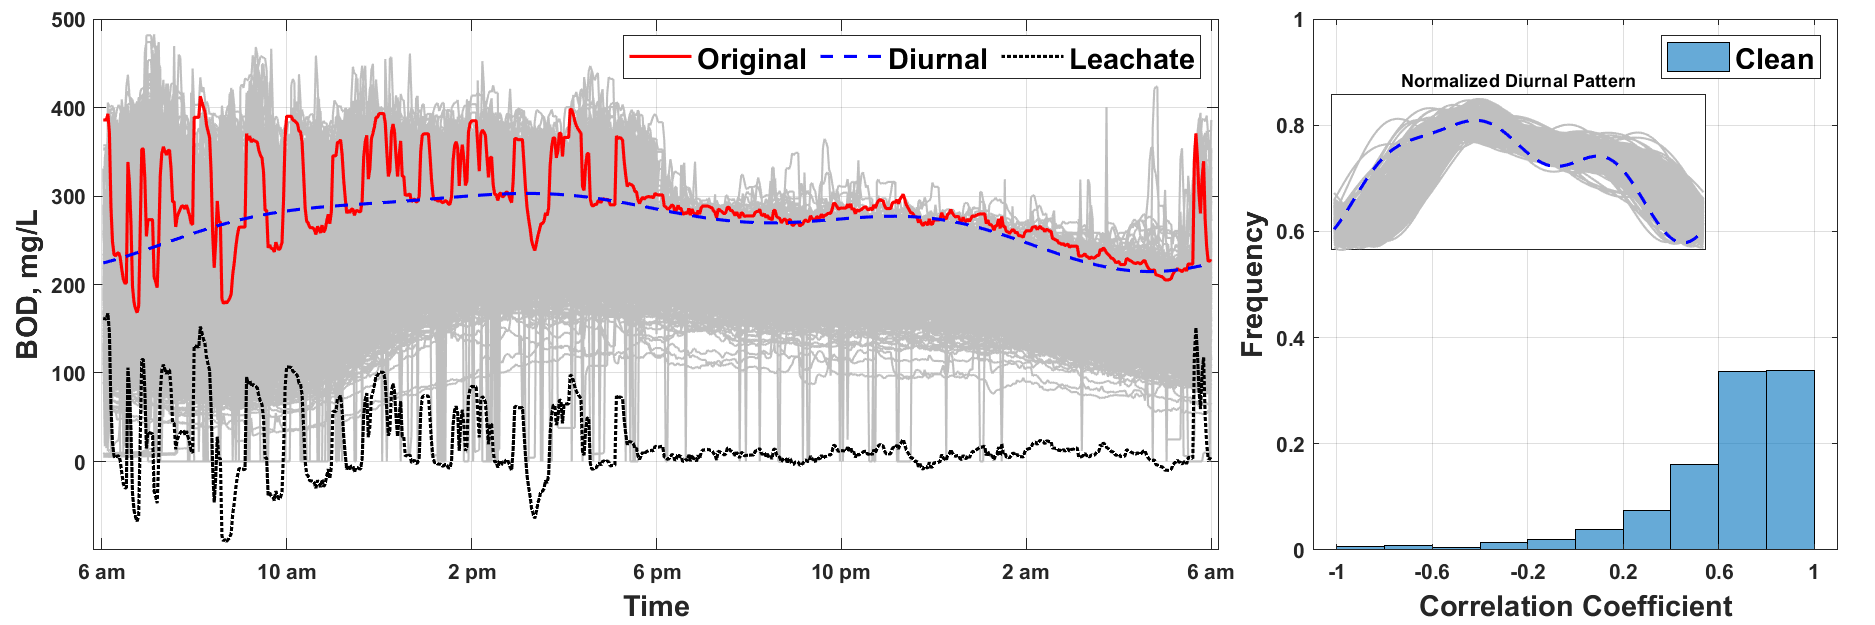 500
400
300
200
100
0
BOD, mg/L
Original Diurnal Leachate
6 am 10 am 2 pm 6 pm 10 pm 2 am 6 am
Time
1
0.8
0.6
0.4
0.2
0
Frequency
Clean
Normalized Diurnal Pattern
-1 -0.6 -0.2 0.2 0.6 1
Correlation Coefficient